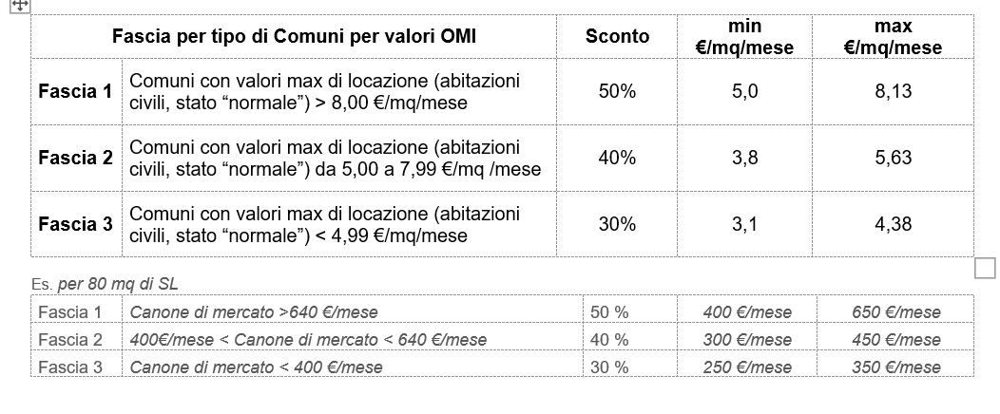 Fascia per tipo di Comuni per valori OMI Sconto min €/mq/mese max €/mq/mese
Fascia 1 Comuni con valori max di locazione (abitazioni
civili, stato “normale”) > 8,00 €/mq/mese 50% 5,0 8,13
Fascia 2 Comuni con valori max di locazione (abitazioni
civili, stato “normale”) da 5,00 a 7,99 €/mq /mese 40% 3,8 5,63
Fascia 3 Comuni con valori max di locazione (abitazioni
civili, stato “normale”) < 4,99 €/mq/mese 30% 3,1 4,38
Es. per 80 mq di SL
Fascia 1 Canone di mercato >640 €/mese 50 % 400 €/mese 650 €/mese
Fascia 2 400€/mese < Canone di mercato < 640 €/mese 40 % 300 €/mese 450 €/mese
Fascia 3 Canone di mercato < 400 €/mese 30 % 250 €/mese 350 €/mese